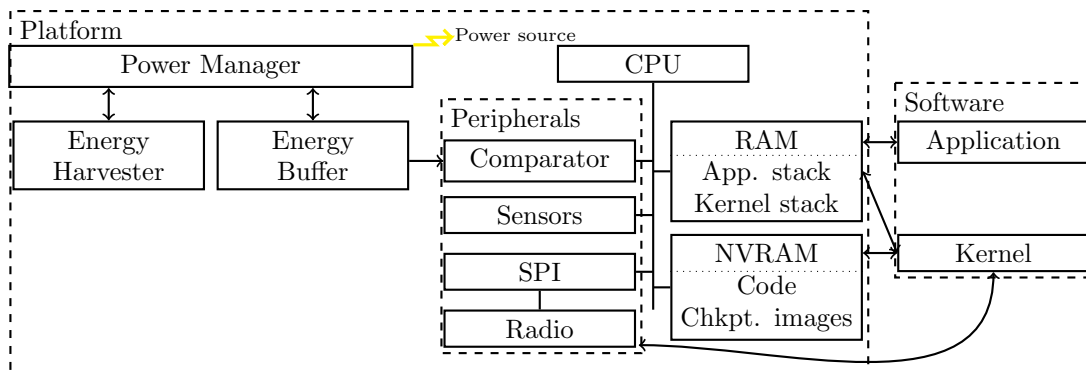 Platform
Power source
Power Manager
CPU
Energy
Harvester
Energy
Buffer
Peripherals
Comparator
Sensors
SPI
Radio
RAM
App. stack
Kernel stack
NVRAM
Code
Chkpt. images
Software
Application
Kernel